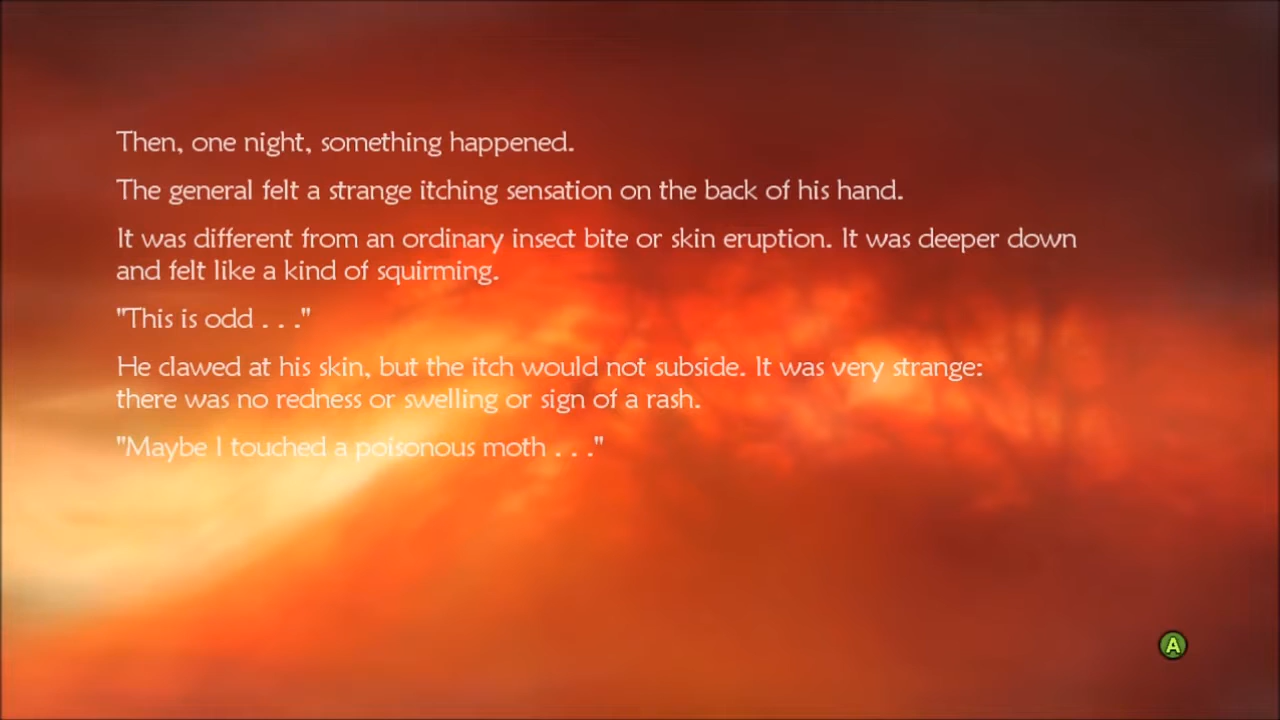 Then, one night, something happened.
The general felt a strange itching sensation on the back of his hand.
It was different from an ordinary insect bite or skin eruption. It was deeper down
and felt like a kind of squirming.
"This is odd . . ."
He clawed at his skin, but the itch would not subside. It was very strange:
there was no redness or swelling or sign of a rash.
"Maybe I touched a poisonous moth . . ."
A